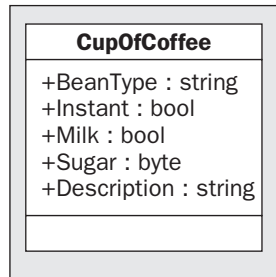 CupOfCoffee
+BeanType : string
+Instant : bool
+Milk : bool
+Sugar : byte
+Description : string